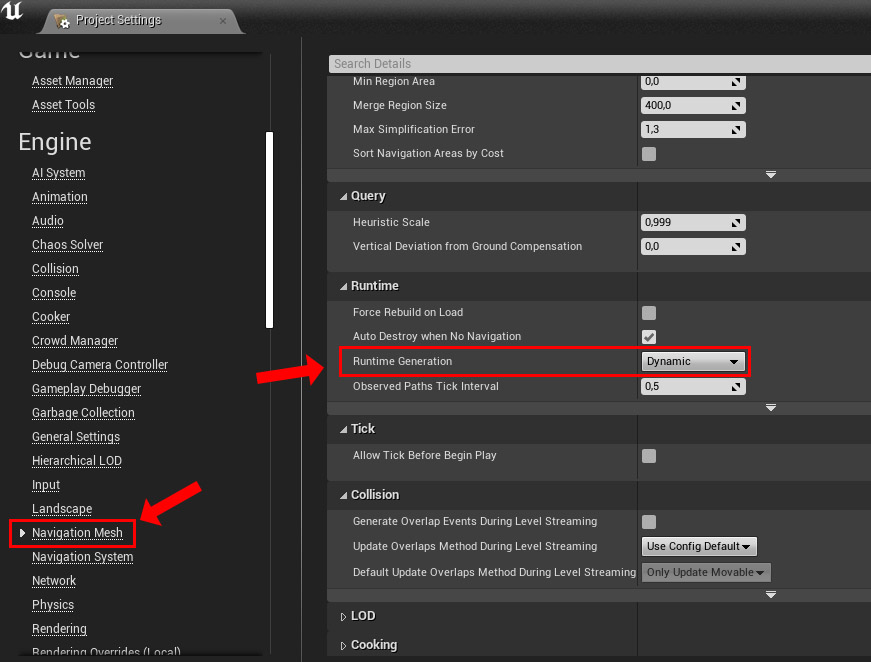 Project Settings
Game
Asset Manager
Asset Tools
Engine
AI System
Animation
Audio
Chaos Solver
Collision
Console
Cooker
Crowd Manager
Debug Camera Controller
Gameplay Debugger
Garbage Collection
General Settings
Hierarchical LOD
Input
Landscape
Navigation Mesh
Navigation System
Network
Physics
Rendering
Rendering Overrides (Local)
Search Details
Min Region Area 0,0
Merge Region Size 400,0
Max Simplification Error 1,3
Sort Navigation Areas by Cost
Query
Heuristic Scale 0,999
Vertical Deviation from Ground Compensation 0,0
Runtime
Force Rebuild on Load
Auto Destroy when No Navigation
Runtime Generation Dynamic
Observed Paths Tick Interval 0,5
Tick
Allow Tick Before Begin Play
Collision
Generate Overlap Events During Level Streaming
Update Overlaps Method During Level Streaming Use Config Default
Default Update Overlaps Method During Level Streaming Only Update Movable
LOD
Cooking